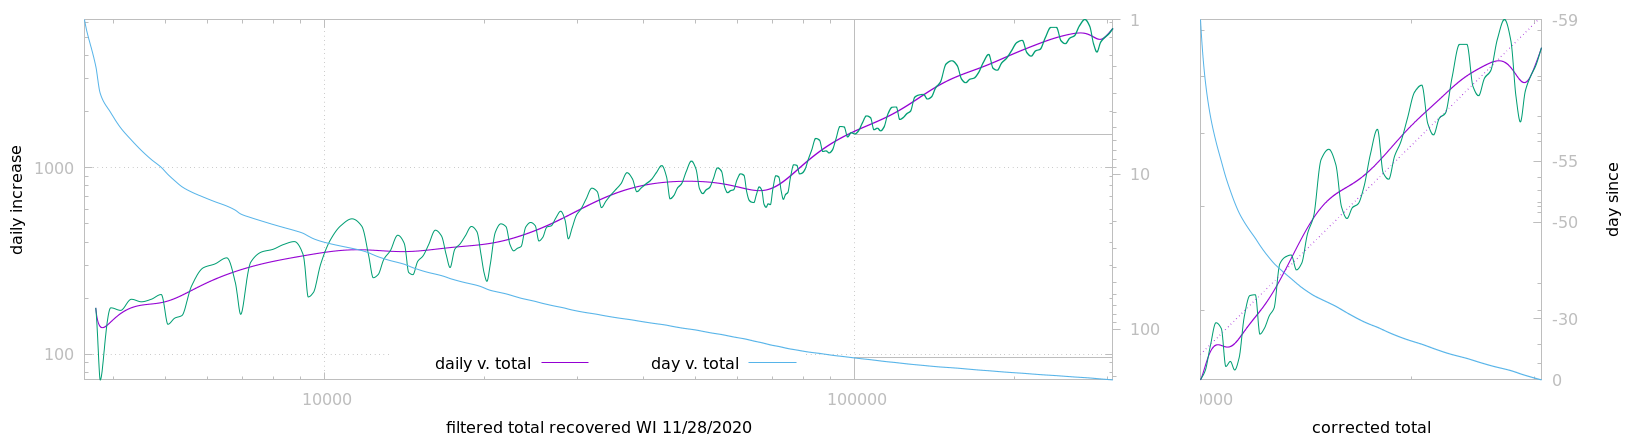 daily increase
1000
100
10000
100000
1
10
100
daily v. total
day v. total
filtered total recovered WI 11/28/2020
-59
-55
-50
-30
0
day since
0000
corrected total